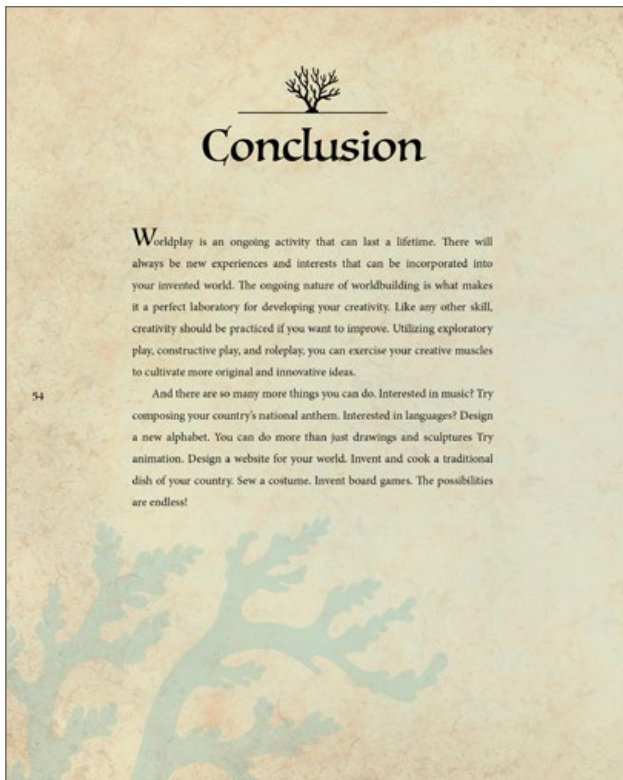 Conclusion
Worldplay is an ongoing activity that can last a lifetime. There will
always be new experiences and interests that can be incorporated into
your invented world. The ongoing nature of worldbuilding is what makes
it a perfect laboratory for developing your creativity. Like any other skill,
creativity should be practiced if you want to improve. Utilizing exploratory
play, constructive play, and roleplay, you can exercise your creative muscles
to cultivate more original and innovative ideas.
54
And there are so many more things you can do. Interested in music? Try
composing your country's national anthem. Interested in languages? Design
a new alphabet. You can do more than just drawings and sculptures Try
animation. Design a website for your world. Invent and cook a traditional
dish of your country. Sew a costume. Invent board games. The possibilities
are endless!